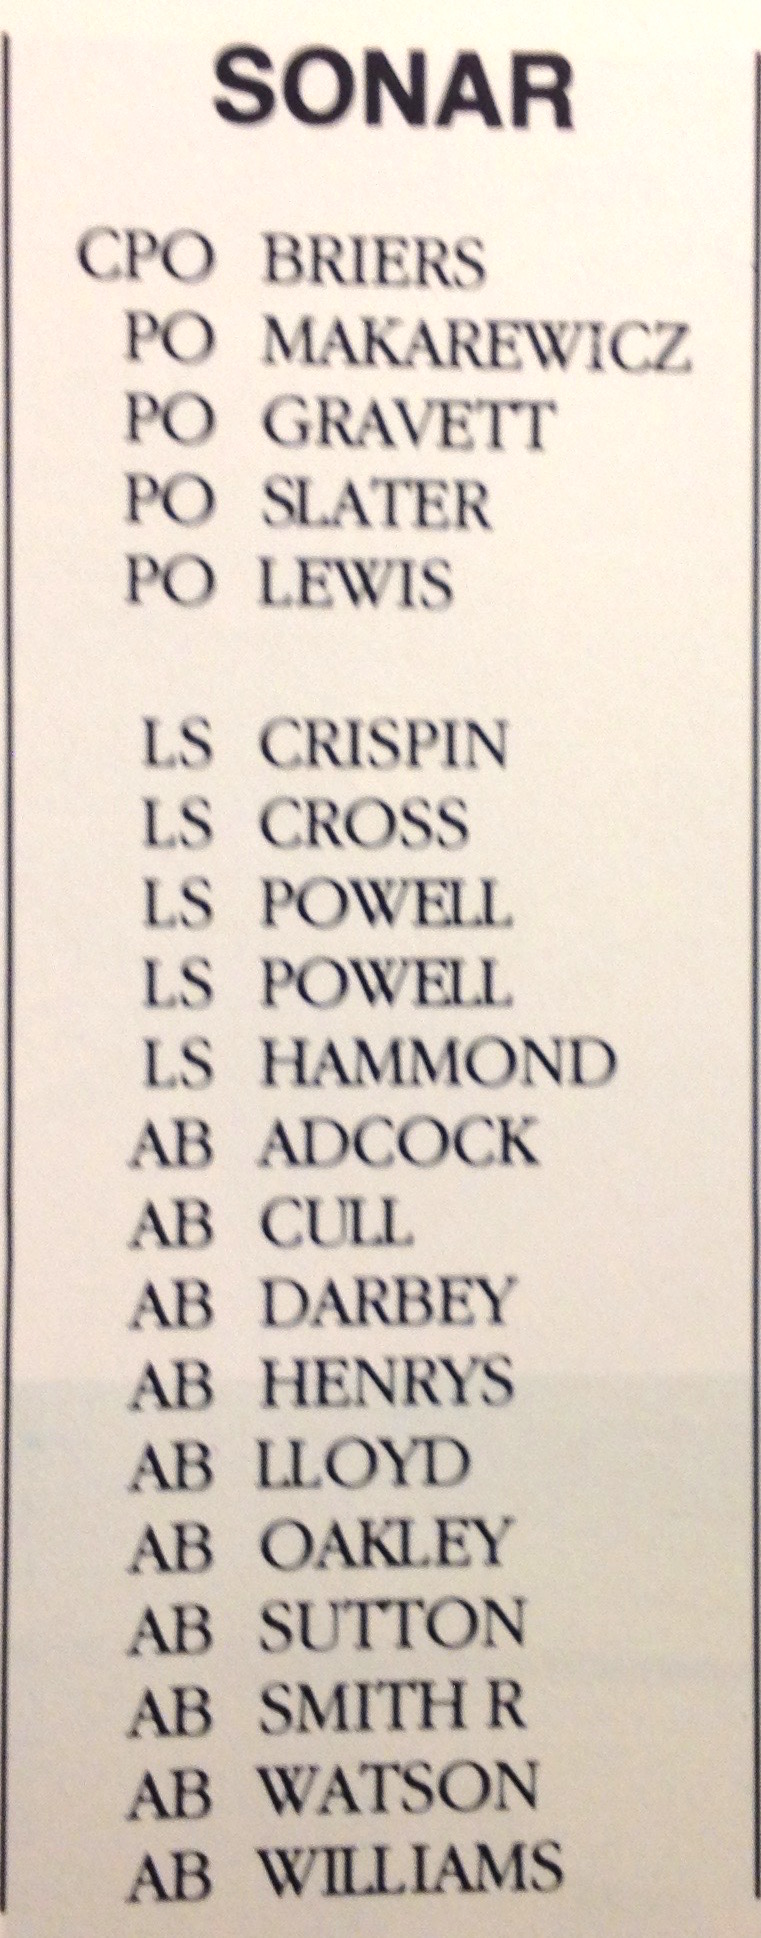 SONAR
CPO BRIERS
PO MAKAREWICZ
PO GRAVETT
PO SLATER
PO LEWIS
LS CRISPIN
LS CROSS
LS POWELL
LS POWELL
LS HAMMOND
AB ADCOCK
AB CULL
AB DARBEY
AB HENRYS
AB LLOYD
AB OAKLEY
AB SUTTON
AB SMITH R
AB WATSON
AB WILLIAMS